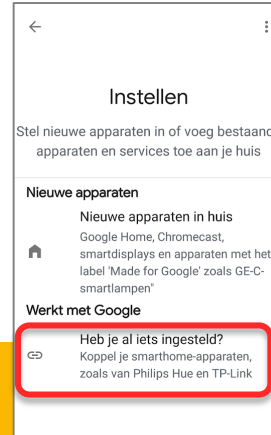 Instellen
Stel nieuwe apparaten in of voeg bestaand
apparaten en services toe aan je huis
Nieuwe apparaten
Nieuwe apparaten in huis
Google Home, Chromecast,
smartdisplays en apparaten met het
label 'Made for Google' zoals GE-C-
smartlampen"
Werkt met Google
Heb je al iets ingesteld?
Koppel je smarthome-apparaten,
zoals van Philips Hue en TP-Link